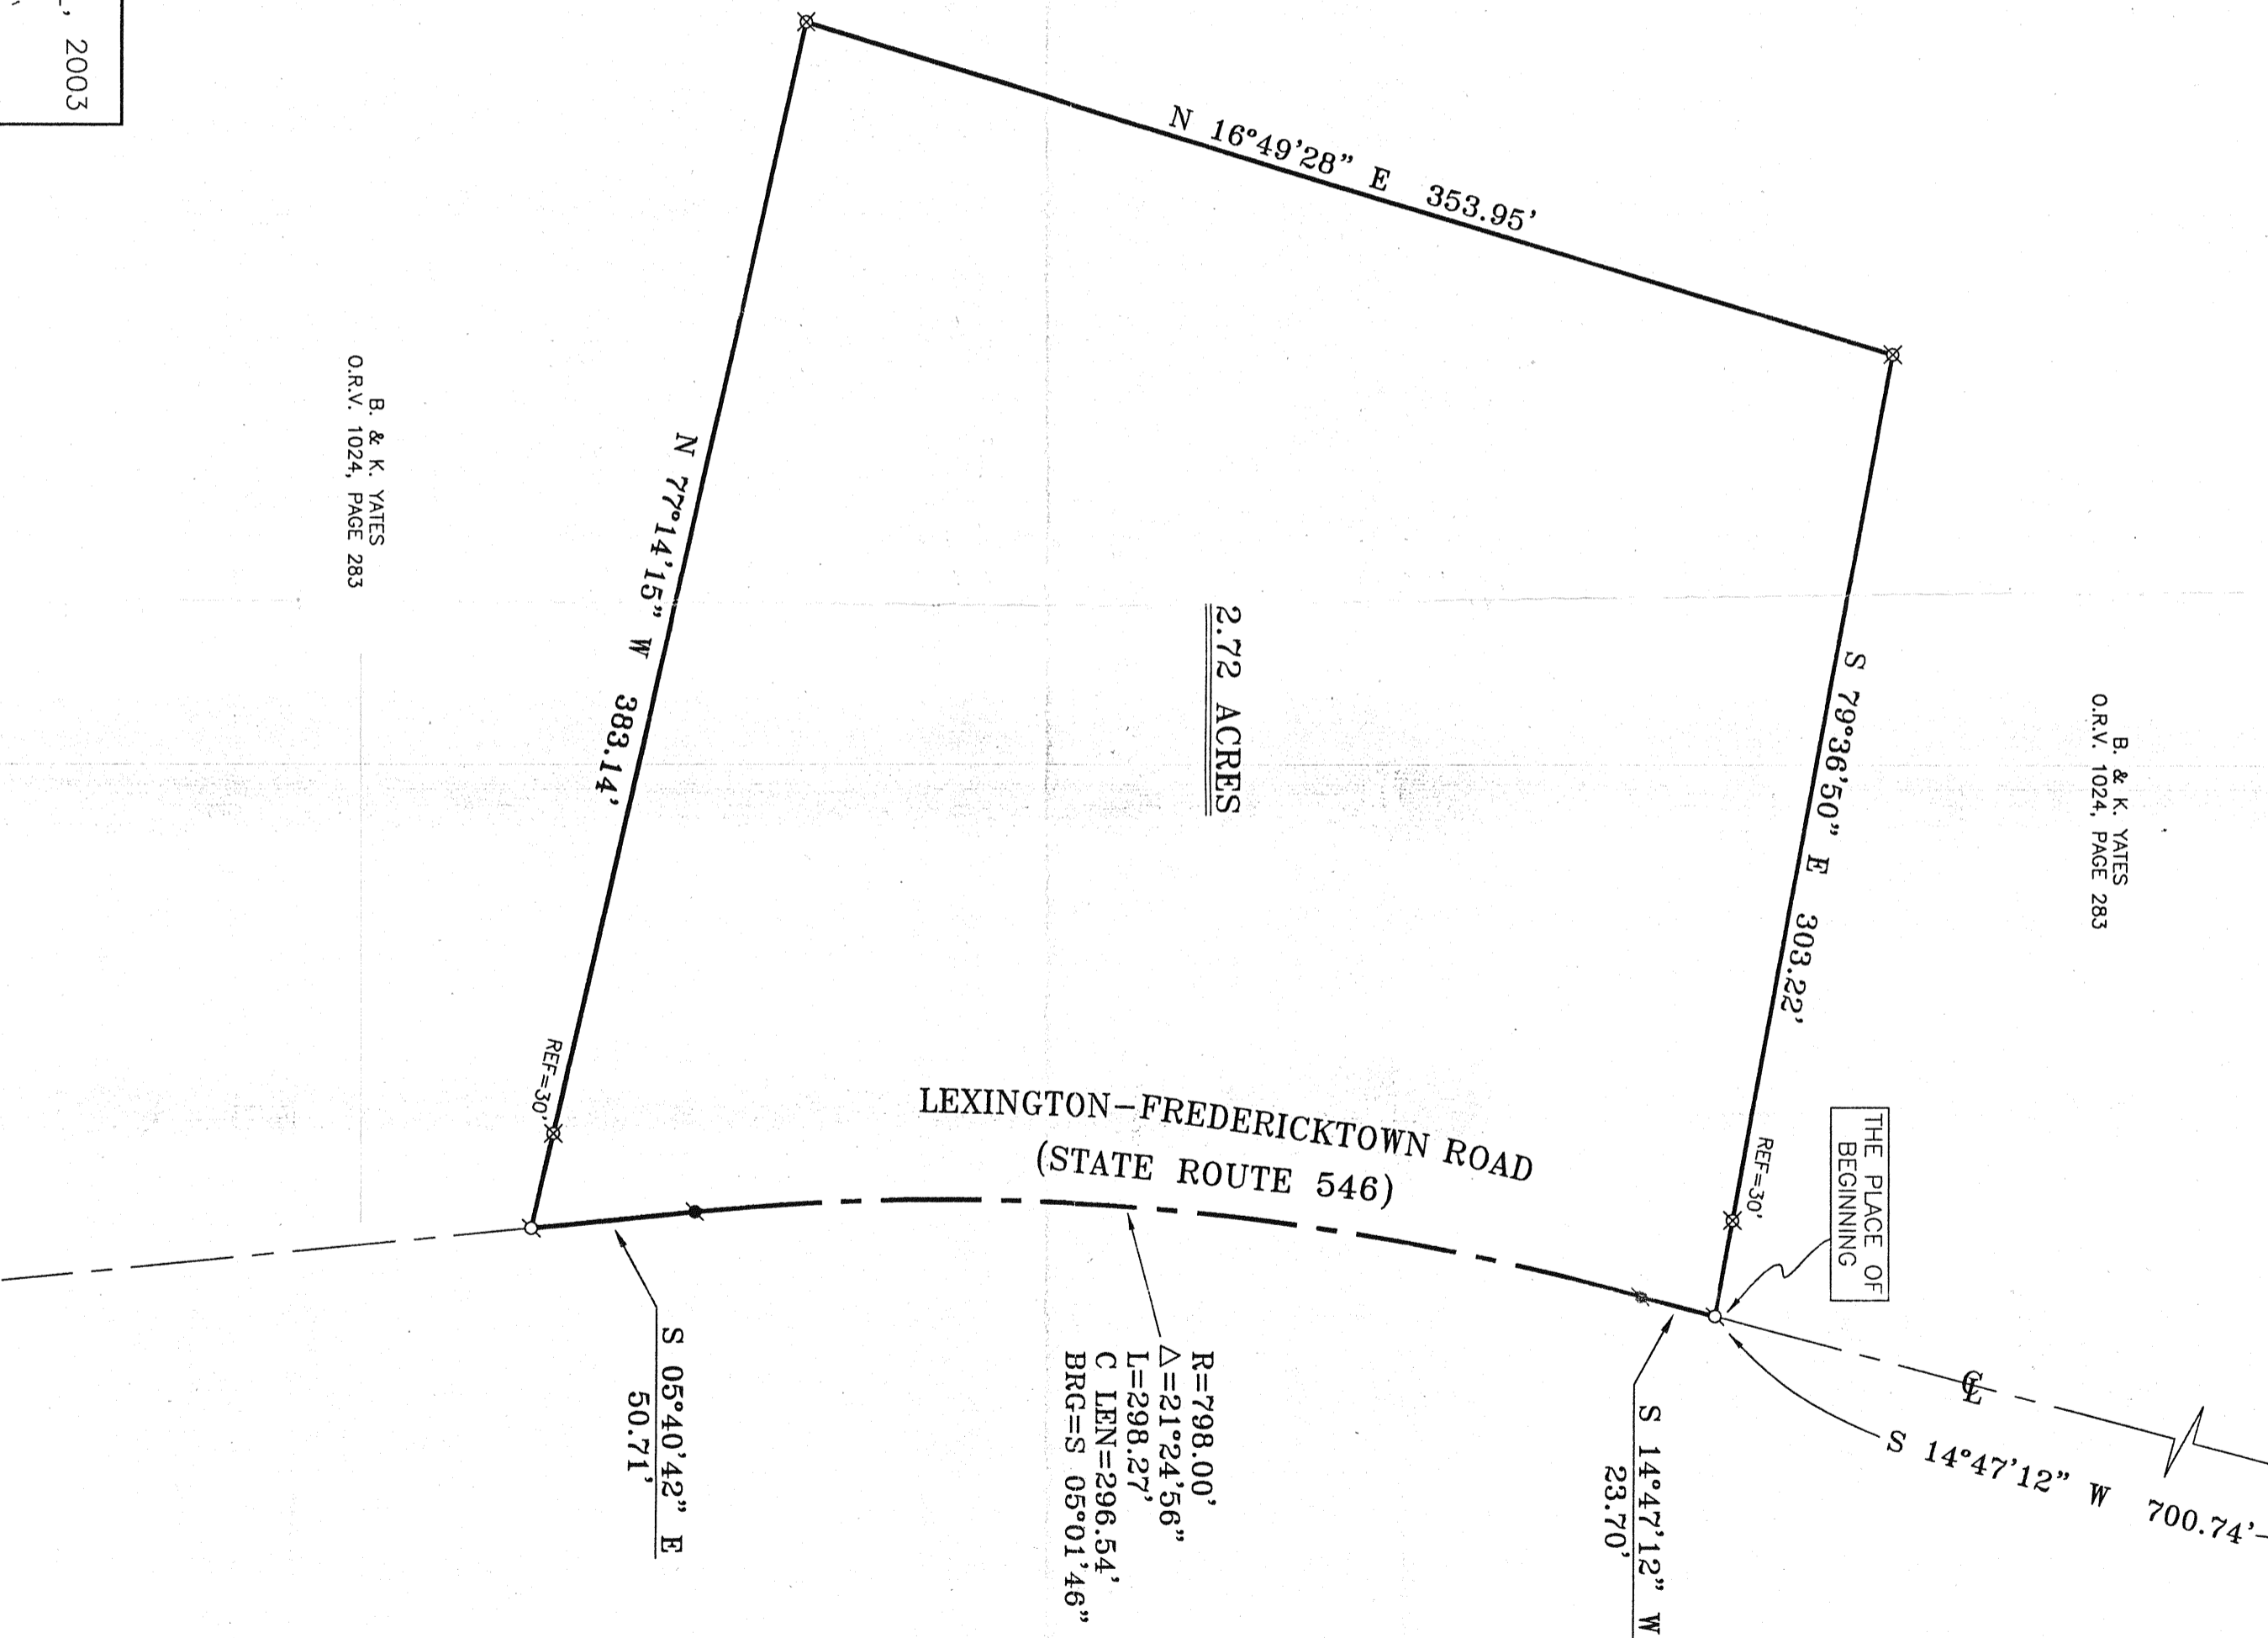 , 2003
N 16°49'28" E 353.95'
B. & K. YATES
O.R.V. 1024, PAGE 283
N 77°14'15" W 383.14'
2.72 ACRES
S 79°36'50" E 303.22'
B. & K. YATES
O.R.V. 1024, PAGE 283
REF=30'
REF=30'
THE PLACE OF
BEGINNING
LEXINGTON-FREDERICKTOWN ROAD
(STATE ROUTE 546)
S 05°40'42" E
50.71'
R=798.00'
△=21°24'56"
L=298.27'
C LEN=296.54'
BRG=S 05°01'46"
S 14°47'12" W
23.70'
℄
S 14°47'12" W 700.74'